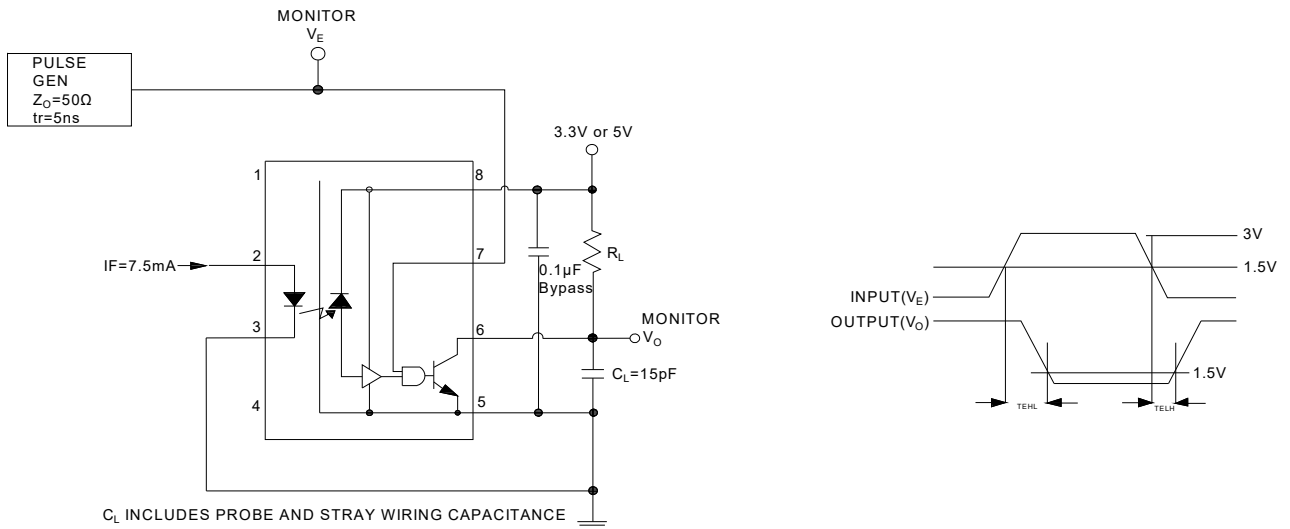 MONITOR
VE
PULSE
GEN
ZO=50Ω
tr=5ns
3.3V or 5V
1
8
2
7
IF=7.5mA
RL
0.1µF
Bypass
3
6
MONITOR
VO
CL=15pF
4
5
CL INCLUDES PROBE AND STRAY WIRING CAPACITANCE
3V
1.5V
INPUT(VE)
OUTPUT(VO)
1.5V
TEHL
TELH